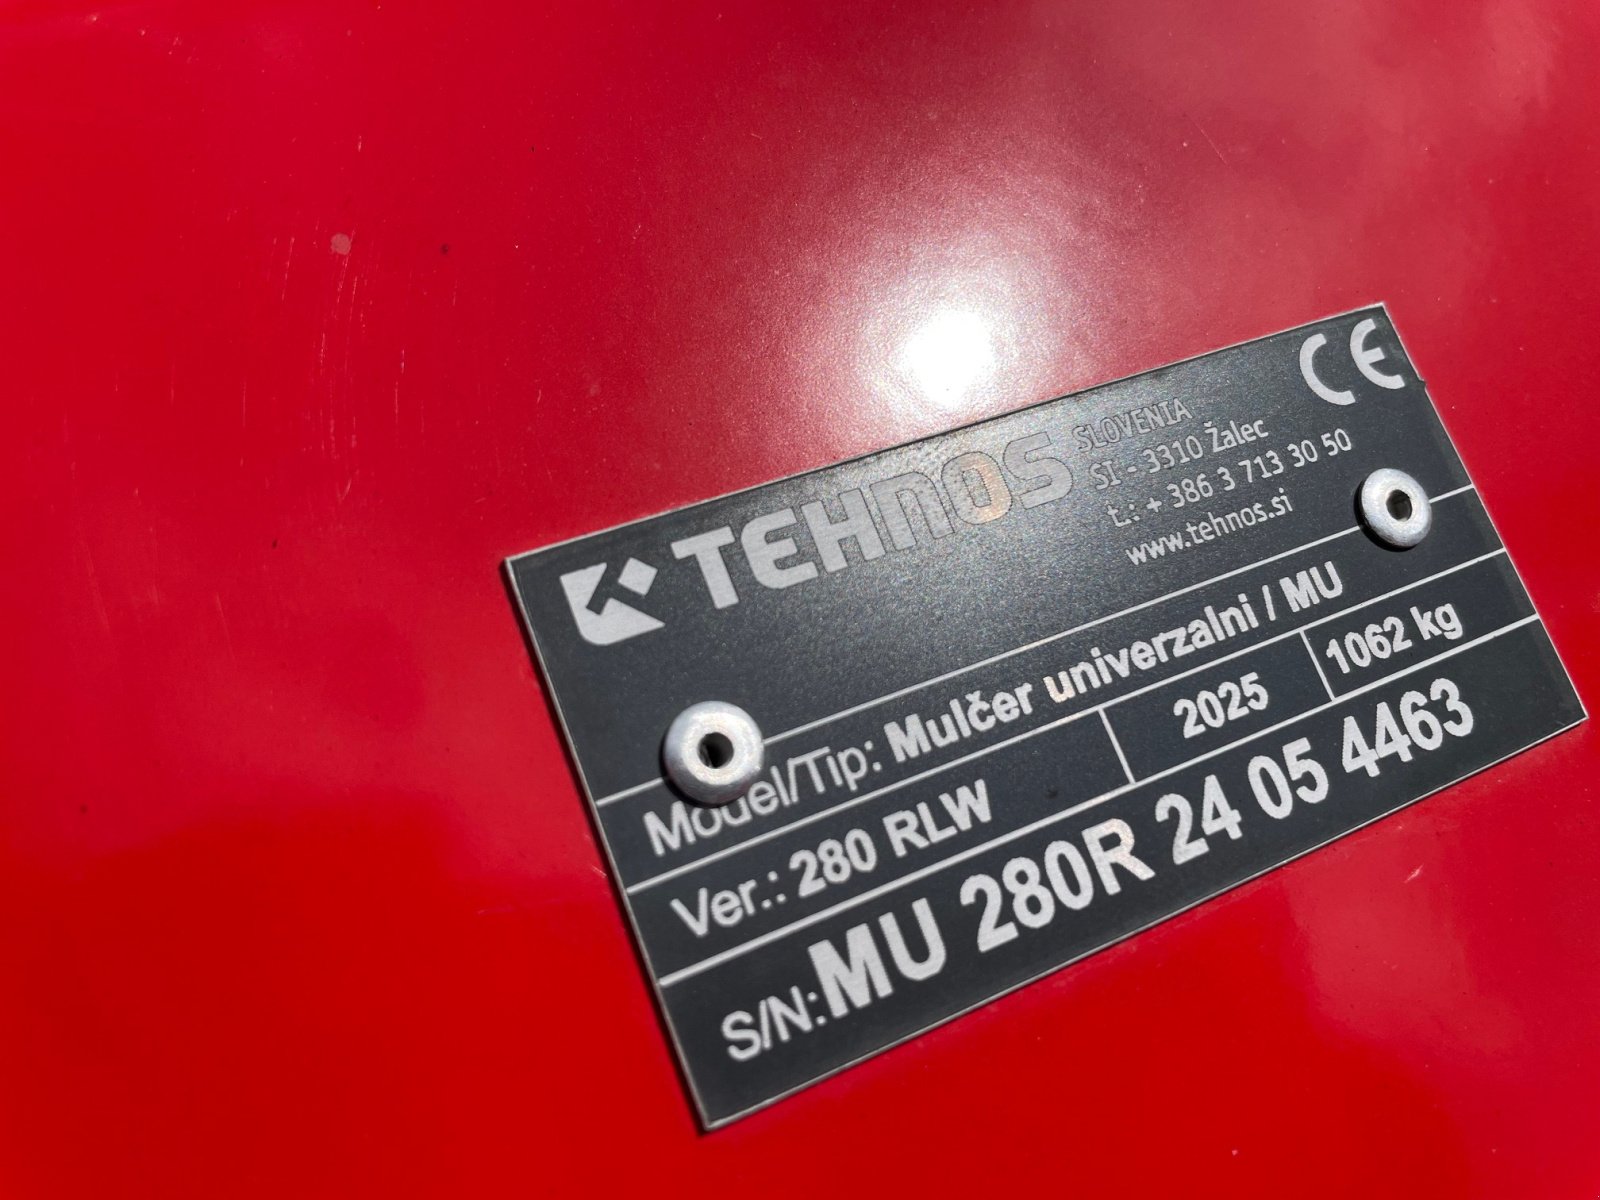 TEHNOS
SLOVENIA
SI - 3310 Žalec
t.: + 386 3 713 30 50
www.tehnos.si
CE
Model/Tip: Mulčer univerzalni / MU
Ver.: 280 RLW 2025 1062 kg
S/N: MU 280R 24 05 4463